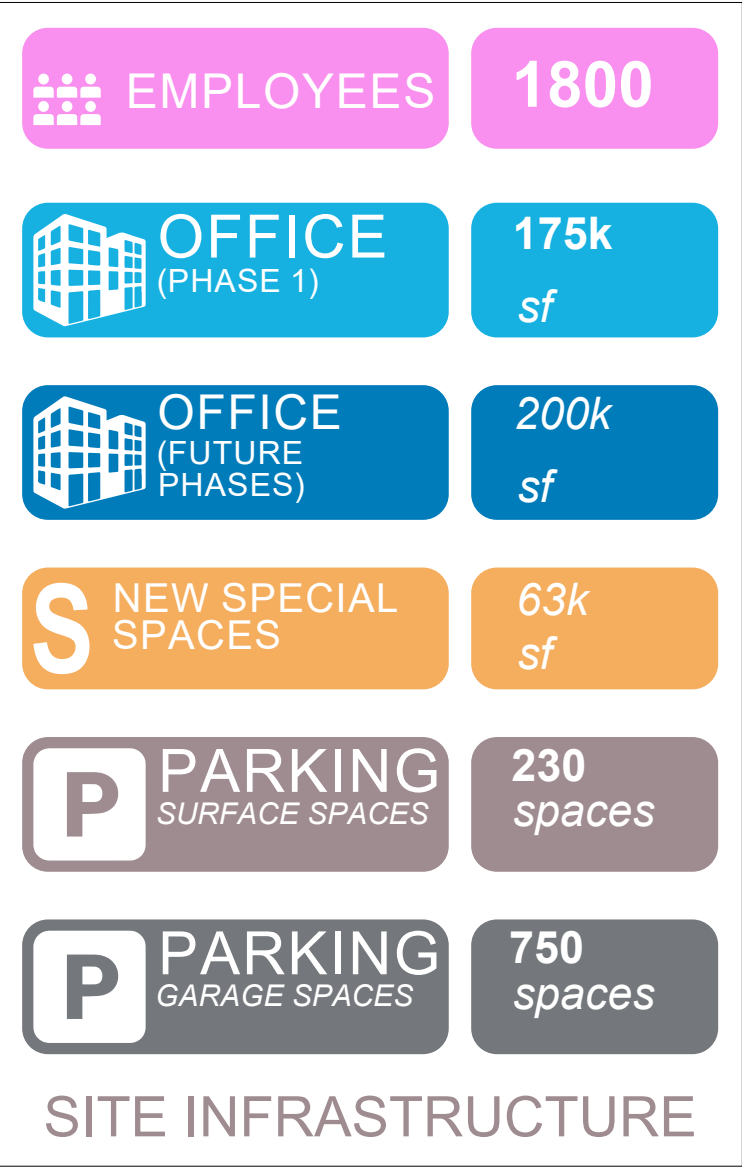 EMPLOYEES 1800
OFFICE 175k
(PHASE 1) sf
OFFICE 200k
(FUTURE
PHASES) sf
S NEW SPECIAL 63k
SPACES sf
P PARKING 230
SURFACE SPACES spaces
P PARKING 750
GARAGE SPACES spaces
SITE INFRASTRUCTURE